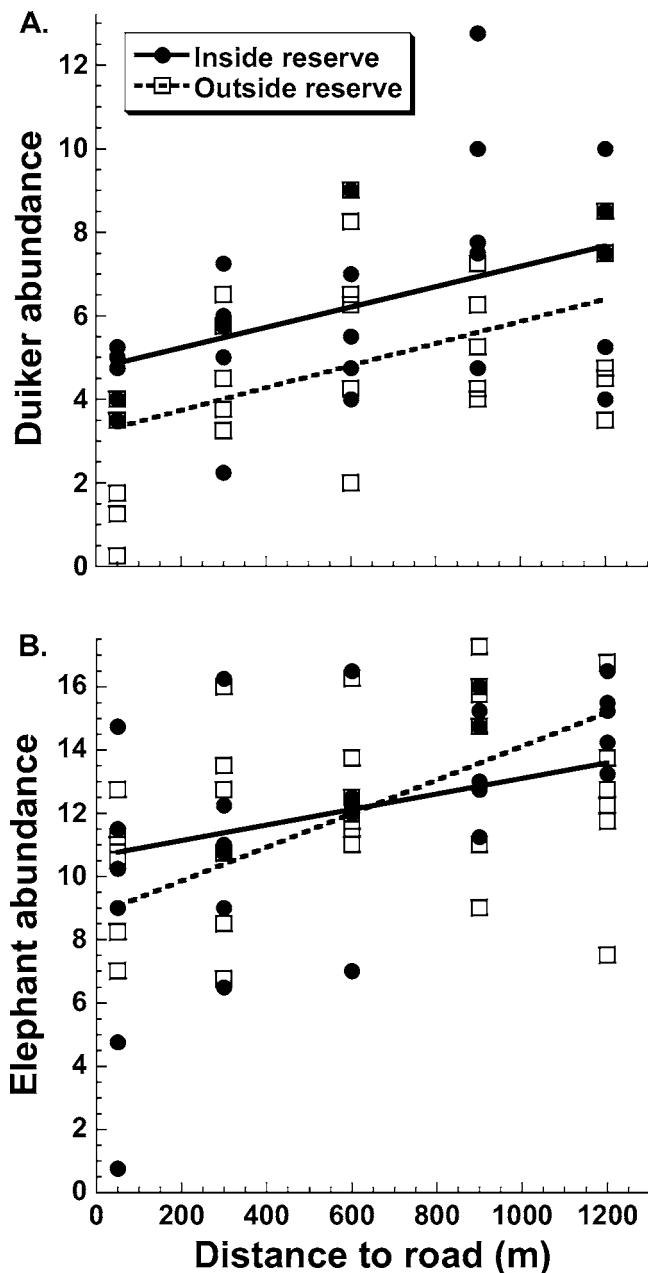 A.
Inside reserve
Outside reserve
12
10
8
6
4
2
0
Duiker abundance
B.
16
14
12
10
8
6
4
2
0
Elephant abundance
0 200 400 600 800 1000 1200
Distance to road (m)